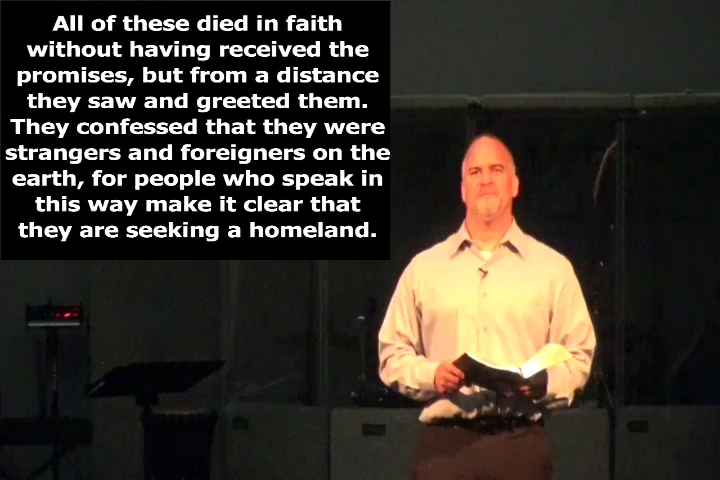 All of these died in faith
without having received the
promises, but from a distance
they saw and greeted them.
They confessed that they were
strangers and foreigners on the
earth, for people who speak in
this way make it clear that
they are seeking a homeland.